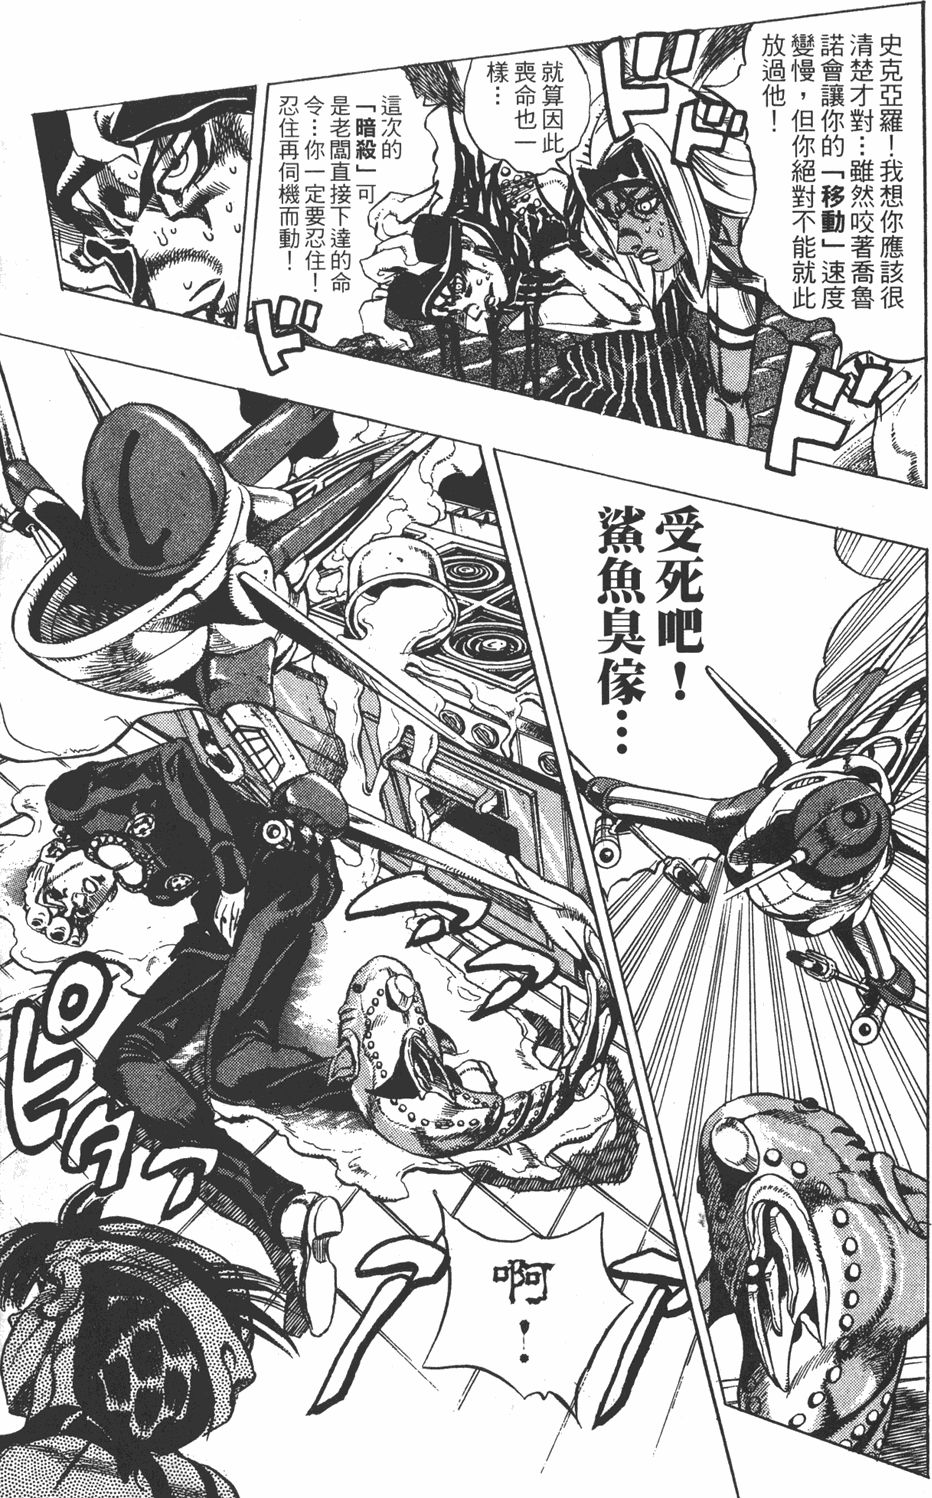 史克亞羅！我想你應該很
清楚才對…雖然咬著喬魯
諾會讓你的「移動」速度
變慢，但你絕對不能就此
放過他！
就算因此
喪命也一
樣…
這次的
「暗殺」可
是老闆直接下達的命
令…你一定要忍住！
忍住再伺機而動！
ドド
ド
ド
受死吧！
鯊魚臭傢…
ピタァッ
啊！